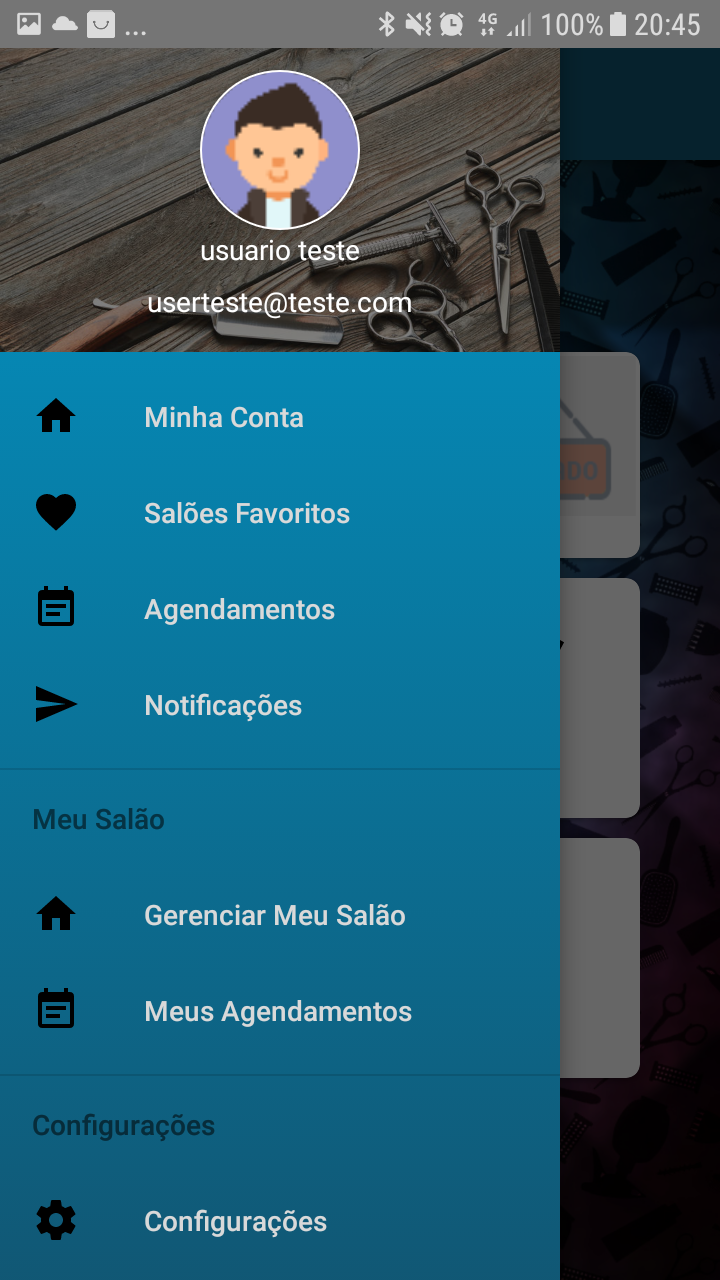 ... 4G 100% 20:45
usuario teste
userteste@teste.com
Minha Conta
Salões Favoritos
Agendamentos
Notificações
Meu Salão
Gerenciar Meu Salão
Meus Agendamentos
Configurações
Configurações